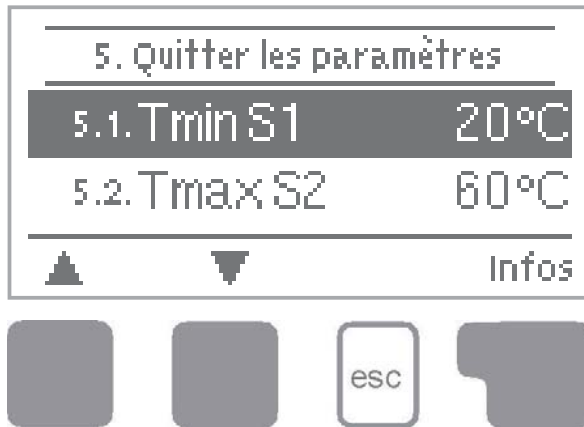 5. Quitter les paramètres
5.1. Tmin S1 20°C
5.2. Tmax S2 60°C
Infos
esc